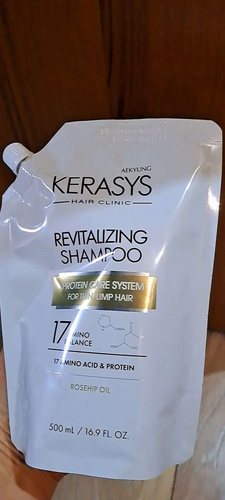 AEKYUNG
KERASYS
HAIR CLINIC
REVITALIZING
SHAMPOO
PROTEIN CARE SYSTEM
FOR THIN LIMP HAIR
17 AMINO
BALANCE
17 AMINO ACID & PROTEIN
ROSEHIP OIL
500 mL / 16.9 FL. OZ.